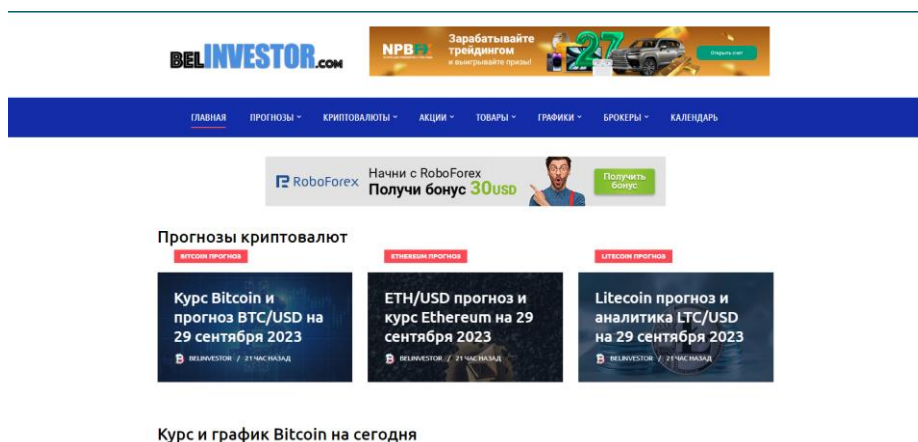 BELINVESTOR.COM
NPBFX
Зарабатывайте
трейдингом
и выигрывайте призы!
27
Открыть счет
ГЛАВНАЯ ПРОГНОЗЫ КРИПТОВАЛЮТЫ АКЦИИ ТОВАРЫ ГРАФИКИ БРОКЕРЫ КАЛЕНДАРЬ
RoboForex
Начни с RoboForex
Получи бонус 30USD
Получить
бонус
Прогнозы криптовалют
BITCOIN ПРОГНОЗ
Курс Bitcoin и
прогноз BTC/USD на
29 сентября 2023
BELINVESTOR / 21 ЧАС НАЗАД
ETHEREUM ПРОГНОЗ
ETH/USD прогноз и
курс Ethereum на 29
сентября 2023
BELINVESTOR / 21 ЧАС НАЗАД
LITECOIN ПРОГНОЗ
Litecoin прогноз и
аналитика LTC/USD
на 29 сентября 2023
BELINVESTOR / 21 ЧАС НАЗАД
Курс и график Bitcoin на сегодня